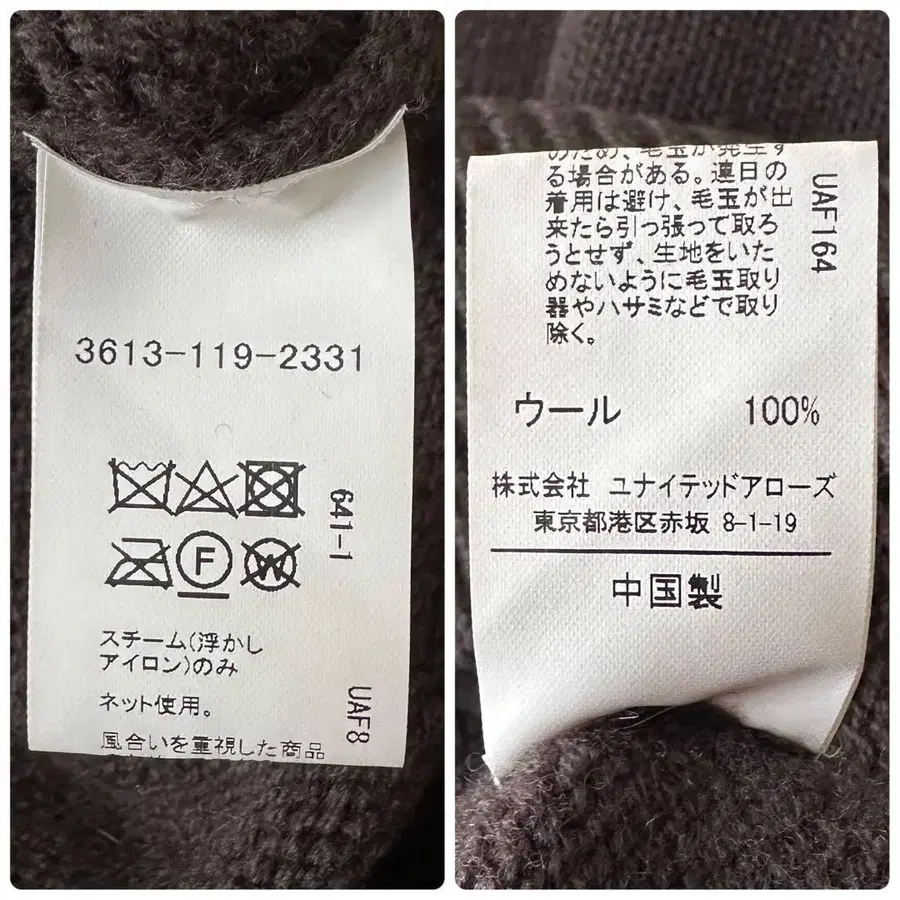 3613-119-2331
641-1
F
W
スチーム(浮かし
アイロン)のみ
ネット使用。
UAF8
風合いを重視した商品
のため、毛玉が発生す
る場合がある。連日の
着用は避け、毛玉が出
来たら引っ張って取ろ
うとせず、生地をいた
めないように毛玉取り
器やハサミなどで取り
除く。
UAF164
ウール 100%
株式会社 ユナイテッドアローズ
東京都港区赤坂 8-1-19
中国製